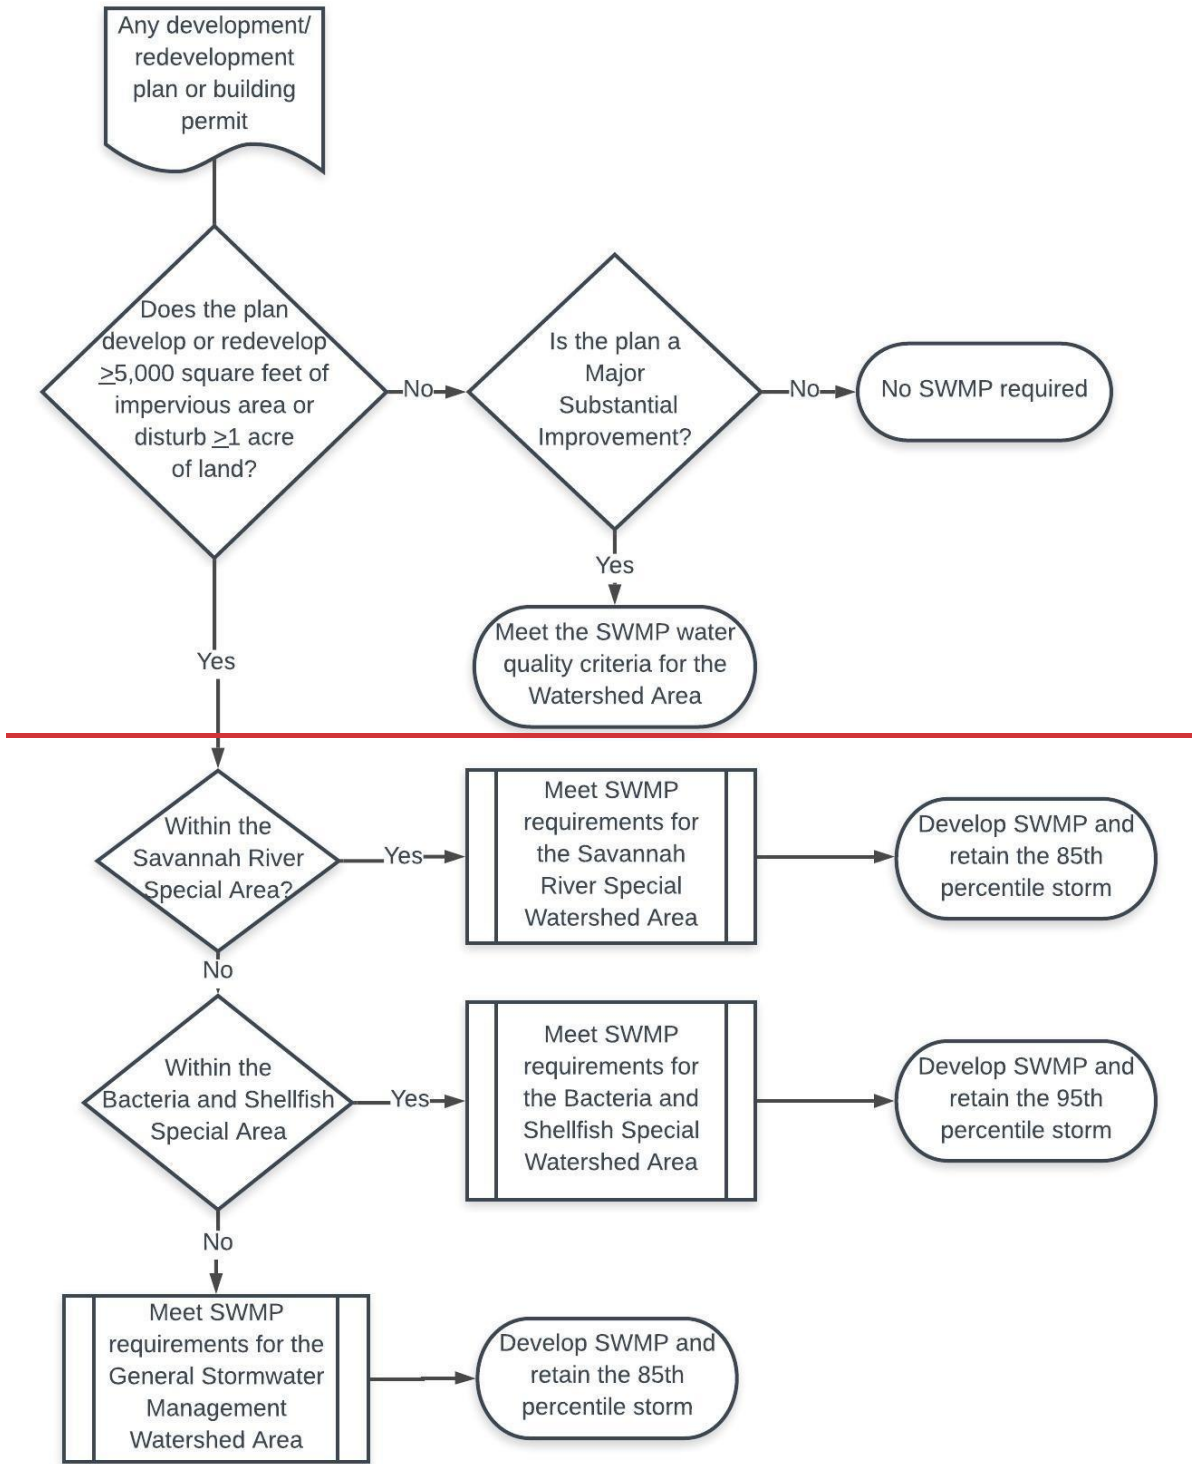 Any development/
redevelopment
plan or building
permit
Does the plan
develop or redevelop
>5,000 square feet of
impervious area or
disturb >1 acre
of land?
No
Is the plan a
Major
Substantial
Improvement?
No
No SWMP required
Yes
Meet the SWMP water
quality criteria for the
Watershed Area
Yes
Within the
Savannah River
Special Area?
Yes
Meet SWMP
requirements for
the Savannah
River Special
Watershed Area
Develop SWMP and
retain the 85th
percentile storm
No
Within the
Bacteria and Shellfish
Special Area
Yes
Meet SWMP
requirements for
the Bacteria and
Shellfish Special
Watershed Area
Develop SWMP and
retain the 95th
percentile storm
No
Meet SWMP
requirements for the
General Stormwater
Management
Watershed Area
Develop SWMP and
retain the 85th
percentile storm